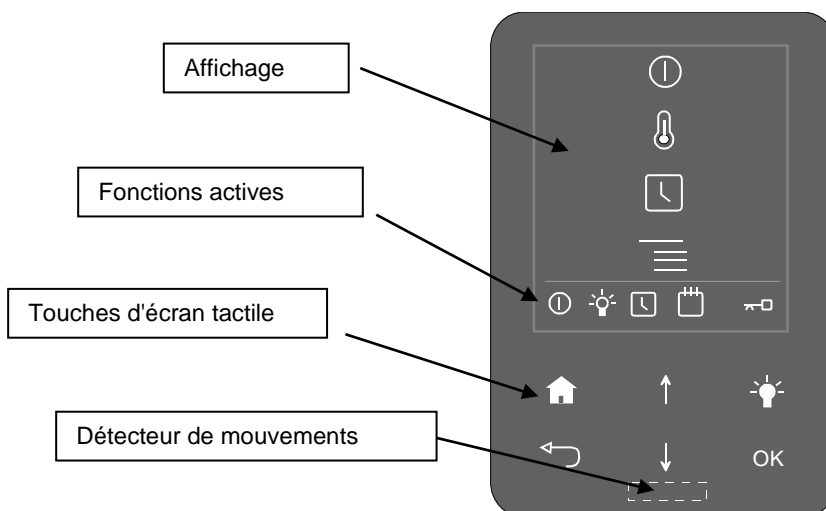 Affichage
Fonctions actives
Touches d'écran tactile
Détecteur de mouvements
OK